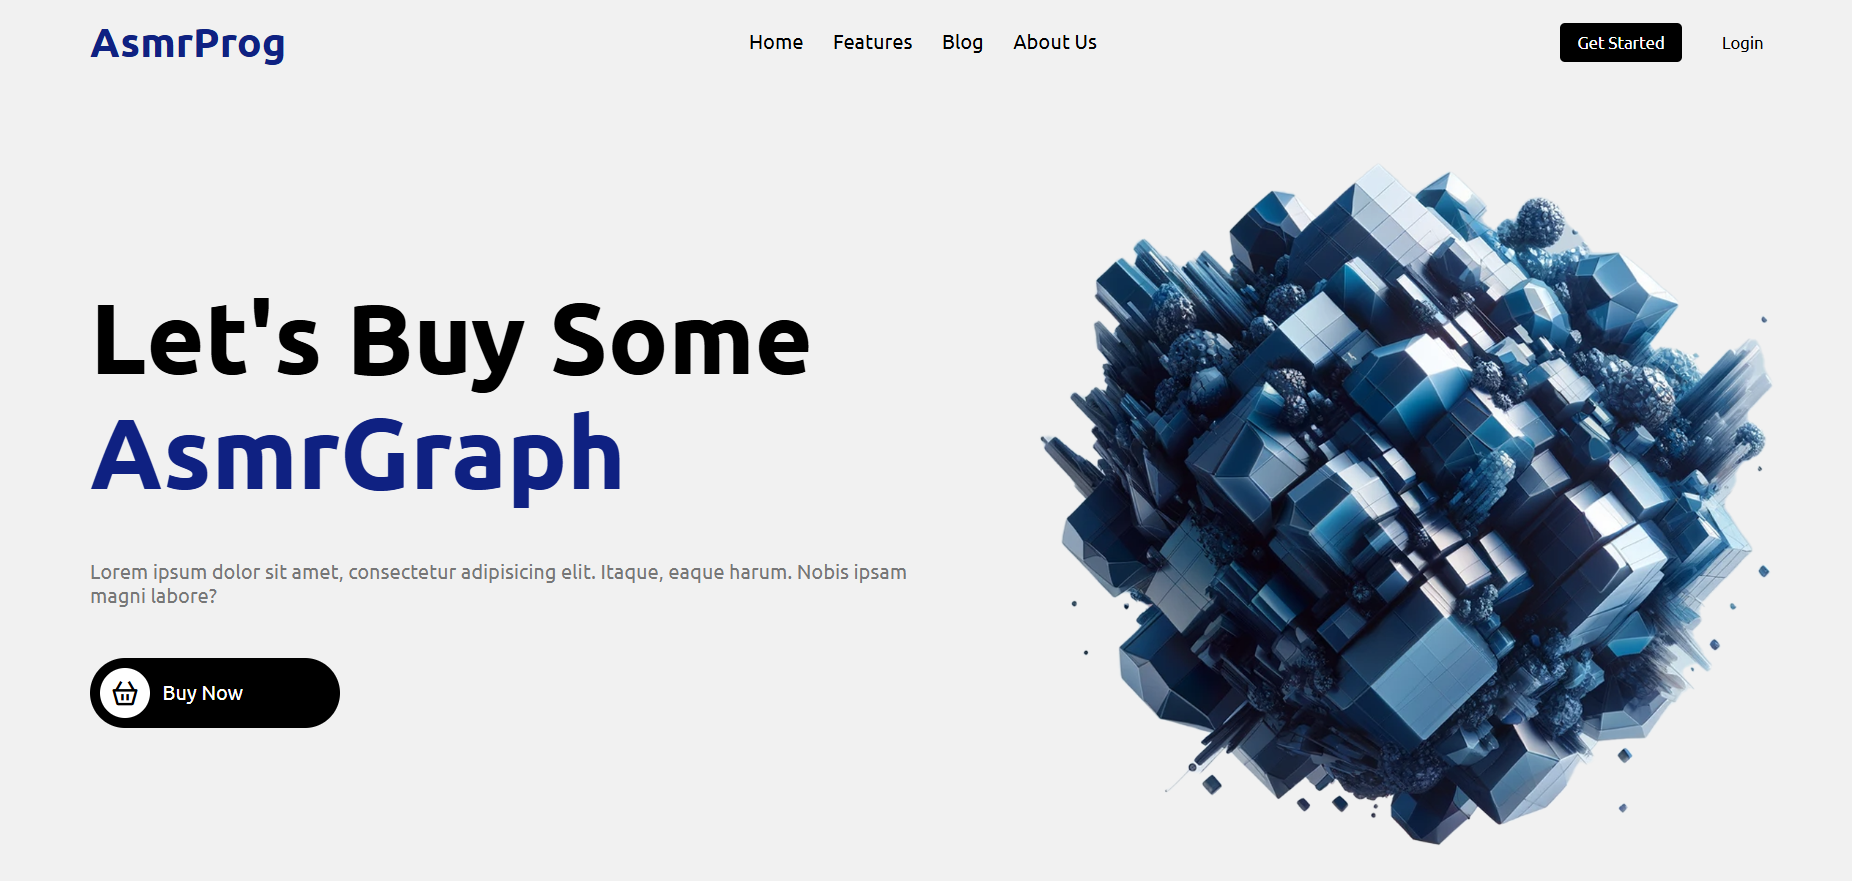 AsmrProg
Home Features Blog About Us
Get Started Login
Let's Buy Some
AsmrGraph
Lorem ipsum dolor sit amet, consectetur adipisicing elit. Itaque, eaque harum. Nobis ipsam
magni labore?
Buy Now